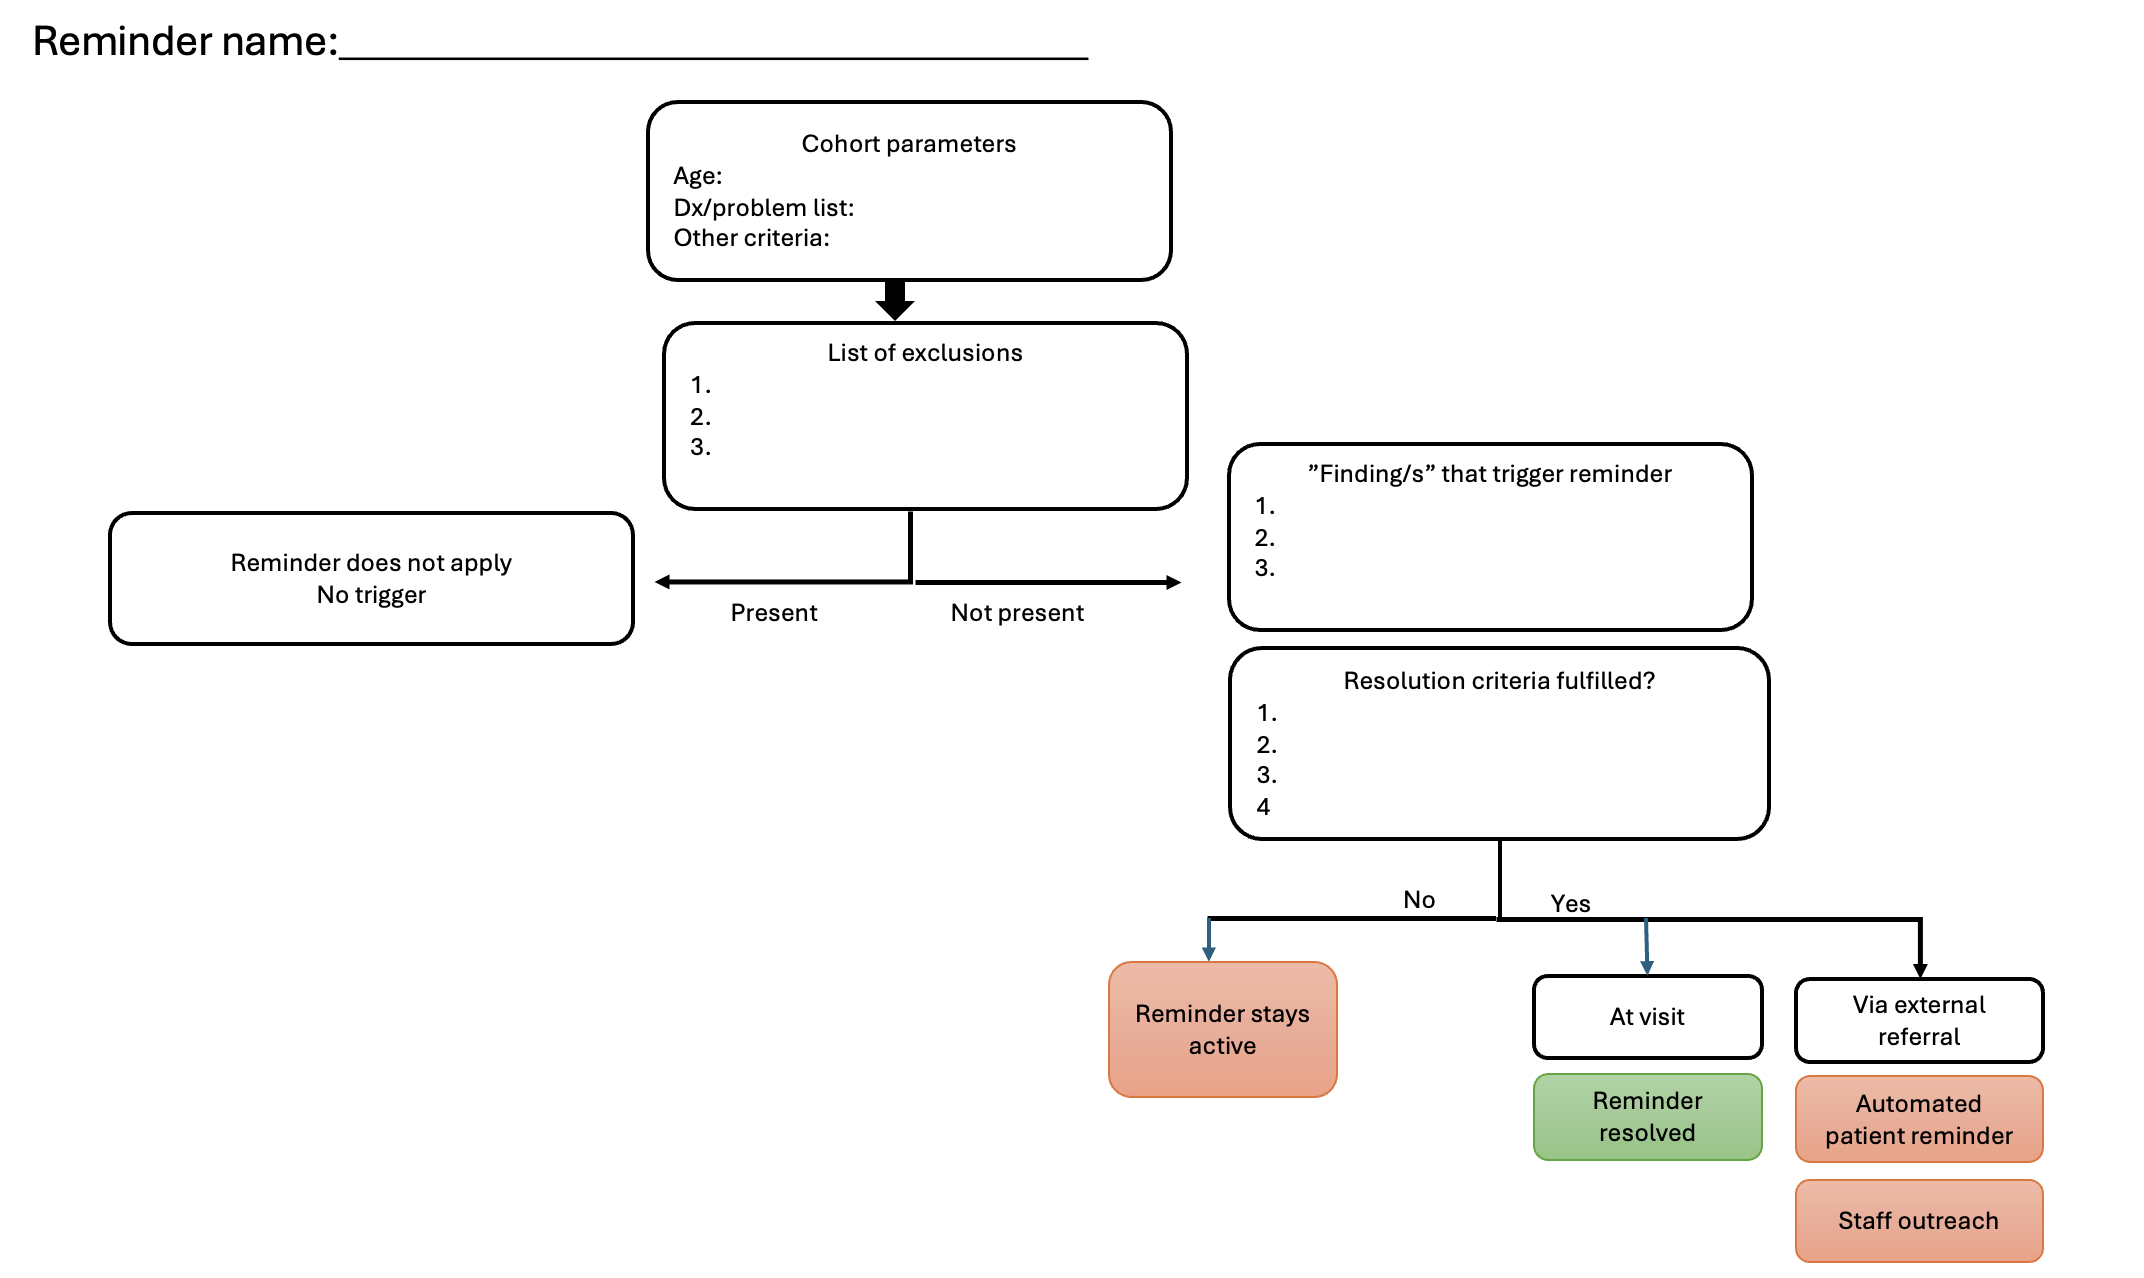 Reminder name:______________________________________
Cohort parameters
Age:
Dx/problem list:
Other criteria:
List of exclusions
1.
2.
3.
”Finding/s” that trigger reminder
1.
2.
3.
Reminder does not apply
No trigger
Present
Not present
Resolution criteria fulfilled?
1.
2.
3.
4
No
Yes
Reminder stays
active
At visit
Via external
referral
Reminder
resolved
Automated
patient reminder
Staff outreach